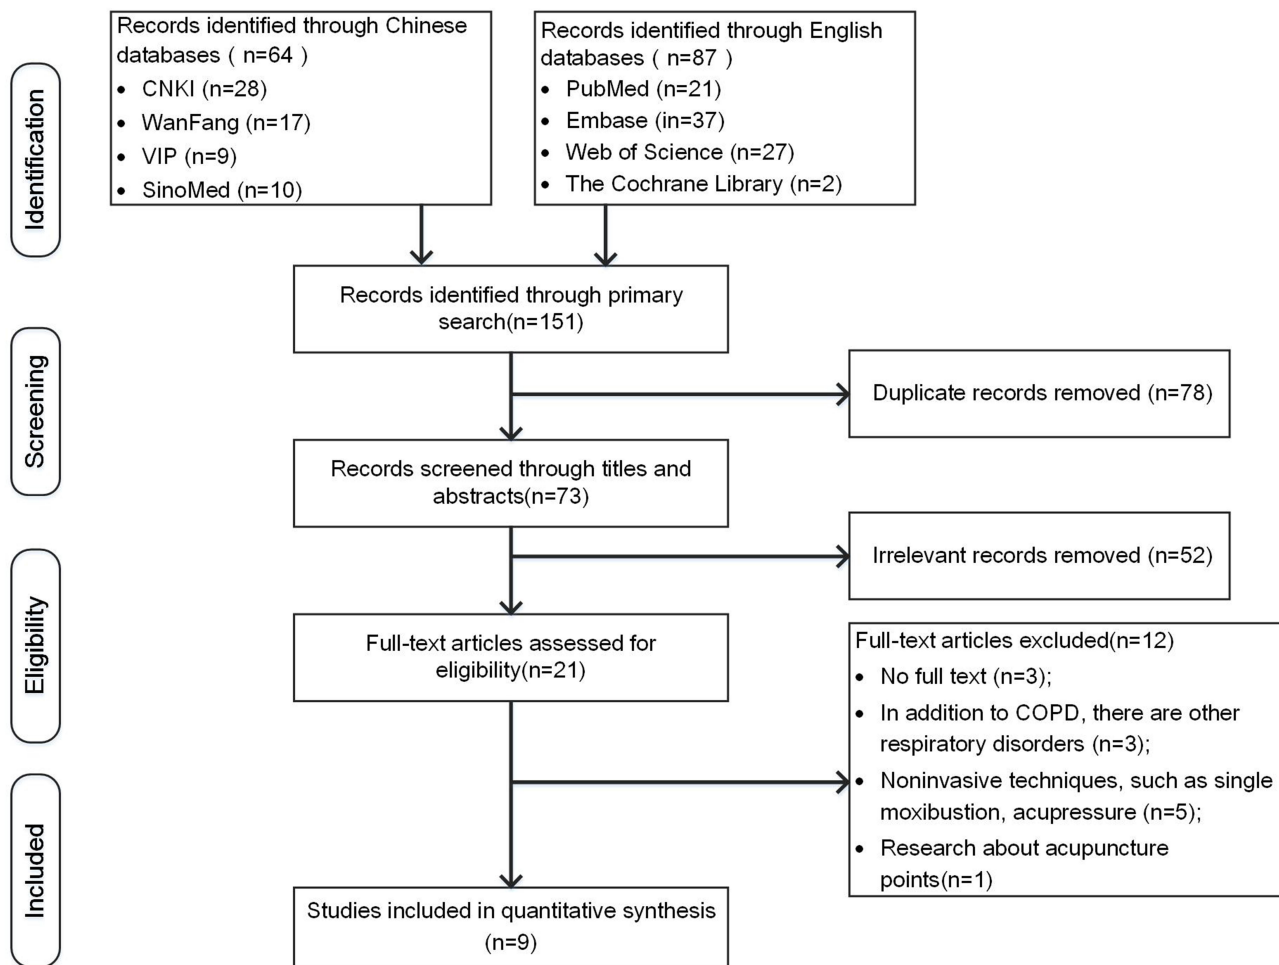 Identification
Records identified through Chinese
databases ( n=64 )
• CNKI (n=28)
• WanFang (n=17)
• VIP (n=9)
• SinoMed (n=10)
Records identified through English
databases ( n=87 )
• PubMed (n=21)
• Embase (in=37)
• Web of Science (n=27)
• The Cochrane Library (n=2)
Records identified through primary
search(n=151)
Screening
Duplicate records removed (n=78)
Records screened through titles and
abstracts(n=73)
Irrelevant records removed (n=52)
Eligibility
Full-text articles assessed for
eligibility(n=21)
Full-text articles excluded(n=12)
• No full text (n=3);
• In addition to COPD, there are other
respiratory disorders (n=3);
• Noninvasive techniques, such as single
moxibustion, acupressure (n=5);
• Research about acupuncture
points(n=1)
Included
Studies included in quantitative synthesis
(n=9)